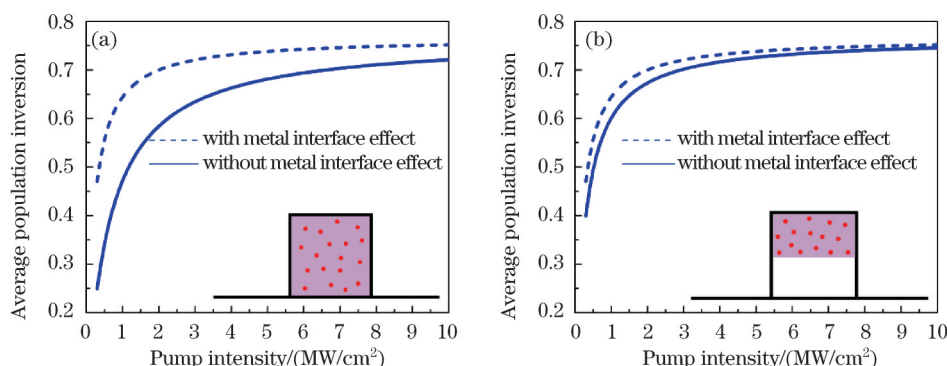 (a)
Average population inversion
0.8
0.7
0.6
0.5
0.4
0.3
0.2
with metal interface effect
without metal interface effect
0 1 2 3 4 5 6 7 8 9 10
Pump intensity/(MW/cm²)
(b)
Average population inversion
0.8
0.7
0.6
0.5
0.4
0.3
0.2
with metal interface effect
without metal interface effect
0 1 2 3 4 5 6 7 8 9 10
Pump intensity/(MW/cm²)